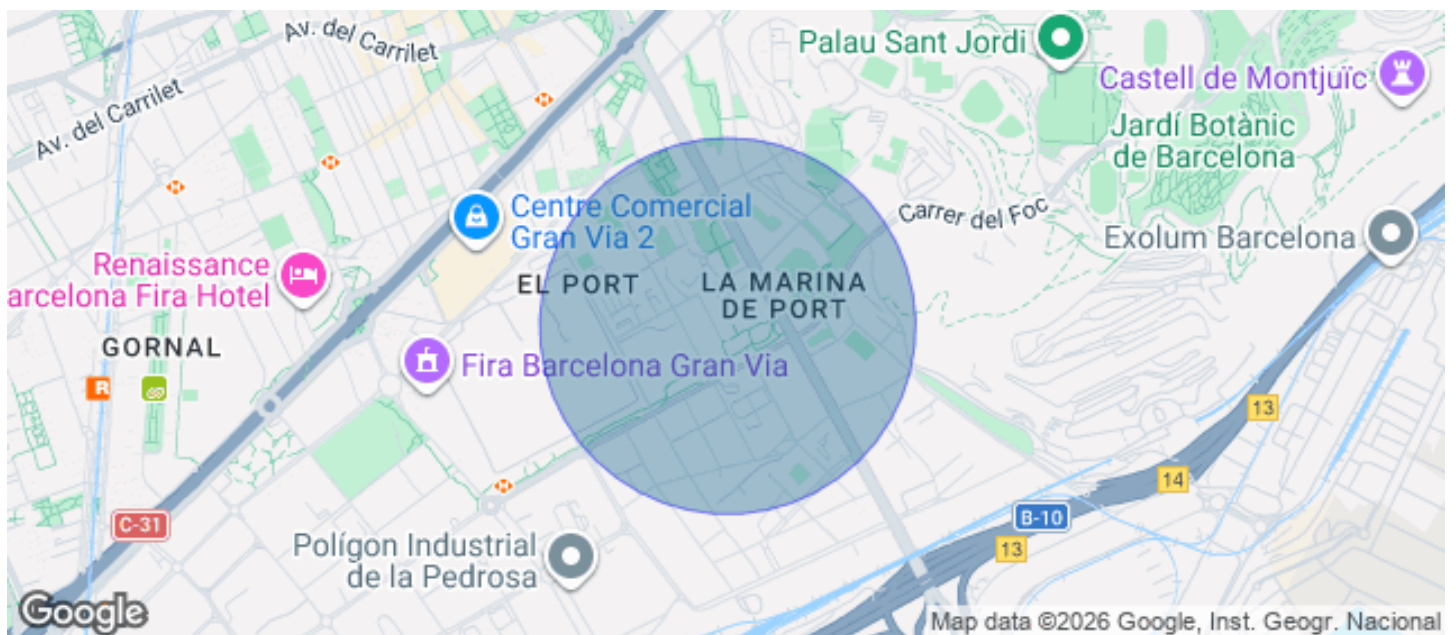 Av. del Carrilet
Av. del Carrilet
Palau Sant Jordi
Castell de Montjuïc
Jardí Botànic
de Barcelona
Centre Comercial
Gran Via 2
Carrer del Foc
Exolum Barcelona
Renaissance
arcelona Fira Hotel
EL PORT
LA MARINA
DE PORT
GORNAL
Fira Barcelona Gran Via
R
13
14
C-31
B-10
13
Polígon Industrial
de la Pedrosa
Google
Map data ©2026 Google, Inst. Geogr. Nacional